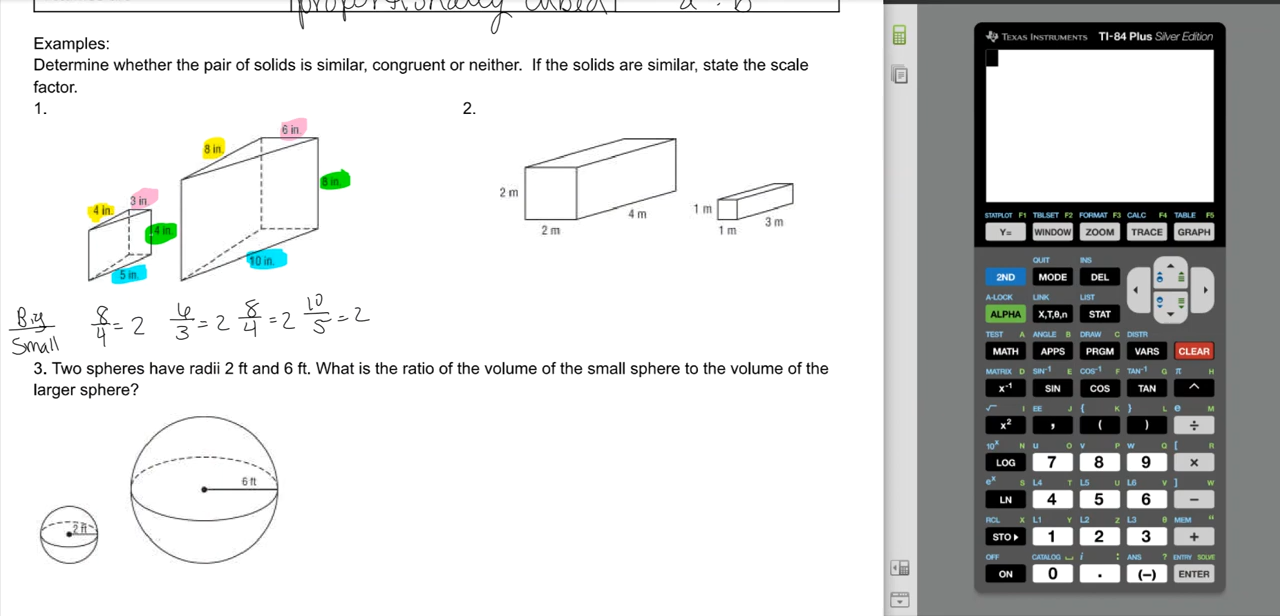 proportionally cubed
Examples:
Determine whether the pair of solids is similar, congruent or neither. If the solids are similar, state the scale
factor.
1.
2.
6 in.
8 in.
8 in.
10 in.
3 in.
4 in.
4 in.
5 in.
2 m
2 m
4 m
1 m
1 m
3 m
Big/Small 8/4 = 2 6/3 = 2 8/4 = 2 10/5 = 2
3. Two spheres have radii 2 ft and 6 ft. What is the ratio of the volume of the small sphere to the volume of the
larger sphere?
6 ft
2 ft
TEXAS INSTRUMENTS TI-84 Plus Silver Edition
STATPLOT F1 TBLSET F2 FORMAT F3 CALC F4 TABLE F5
Y= WINDOW ZOOM TRACE GRAPH
QUIT INS
2ND MODE DEL
A-LOCK LINK LIST
ALPHA X,T,θ,n STAT
TEST A ANGLE B DRAW C DISTR
MATH APPS PRGM VARS CLEAR
MATRIX D SIN⁻¹ E COS⁻¹ F TAN⁻¹ G π H
x⁻¹ SIN COS TAN ^
√ I EE J { K } L e M
x² , ( ) ÷
10ˣ N u O v P w Q [ R
LOG 7 8 9 ×
eˣ S L4 T L5 U L6 V ] W
LN 4 5 6 −
RCL X L1 Y L2 Z L3 θ MEM "
STO▸ 1 2 3 +
OFF CATALOG ⎵ i : ANS ? ENTRY SOLVE
ON 0 . (−) ENTER